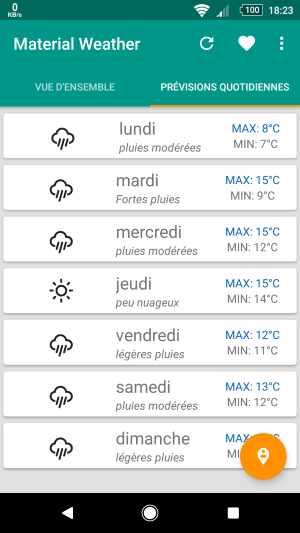 0
KB/s
100
18:23
Material Weather
VUE D'ENSEMBLE
PRÉVISIONS QUOTIDIENNES
lundi
pluies modérées
MAX: 8°C
MIN: 7°C
mardi
Fortes pluies
MAX: 15°C
MIN: 9°C
mercredi
pluies modérées
MAX: 15°C
MIN: 12°C
jeudi
peu nuageux
MAX: 15°C
MIN: 14°C
vendredi
légères pluies
MAX: 12°C
MIN: 11°C
samedi
pluies modérées
MAX: 13°C
MIN: 12°C
dimanche
légères pluies
MAX: